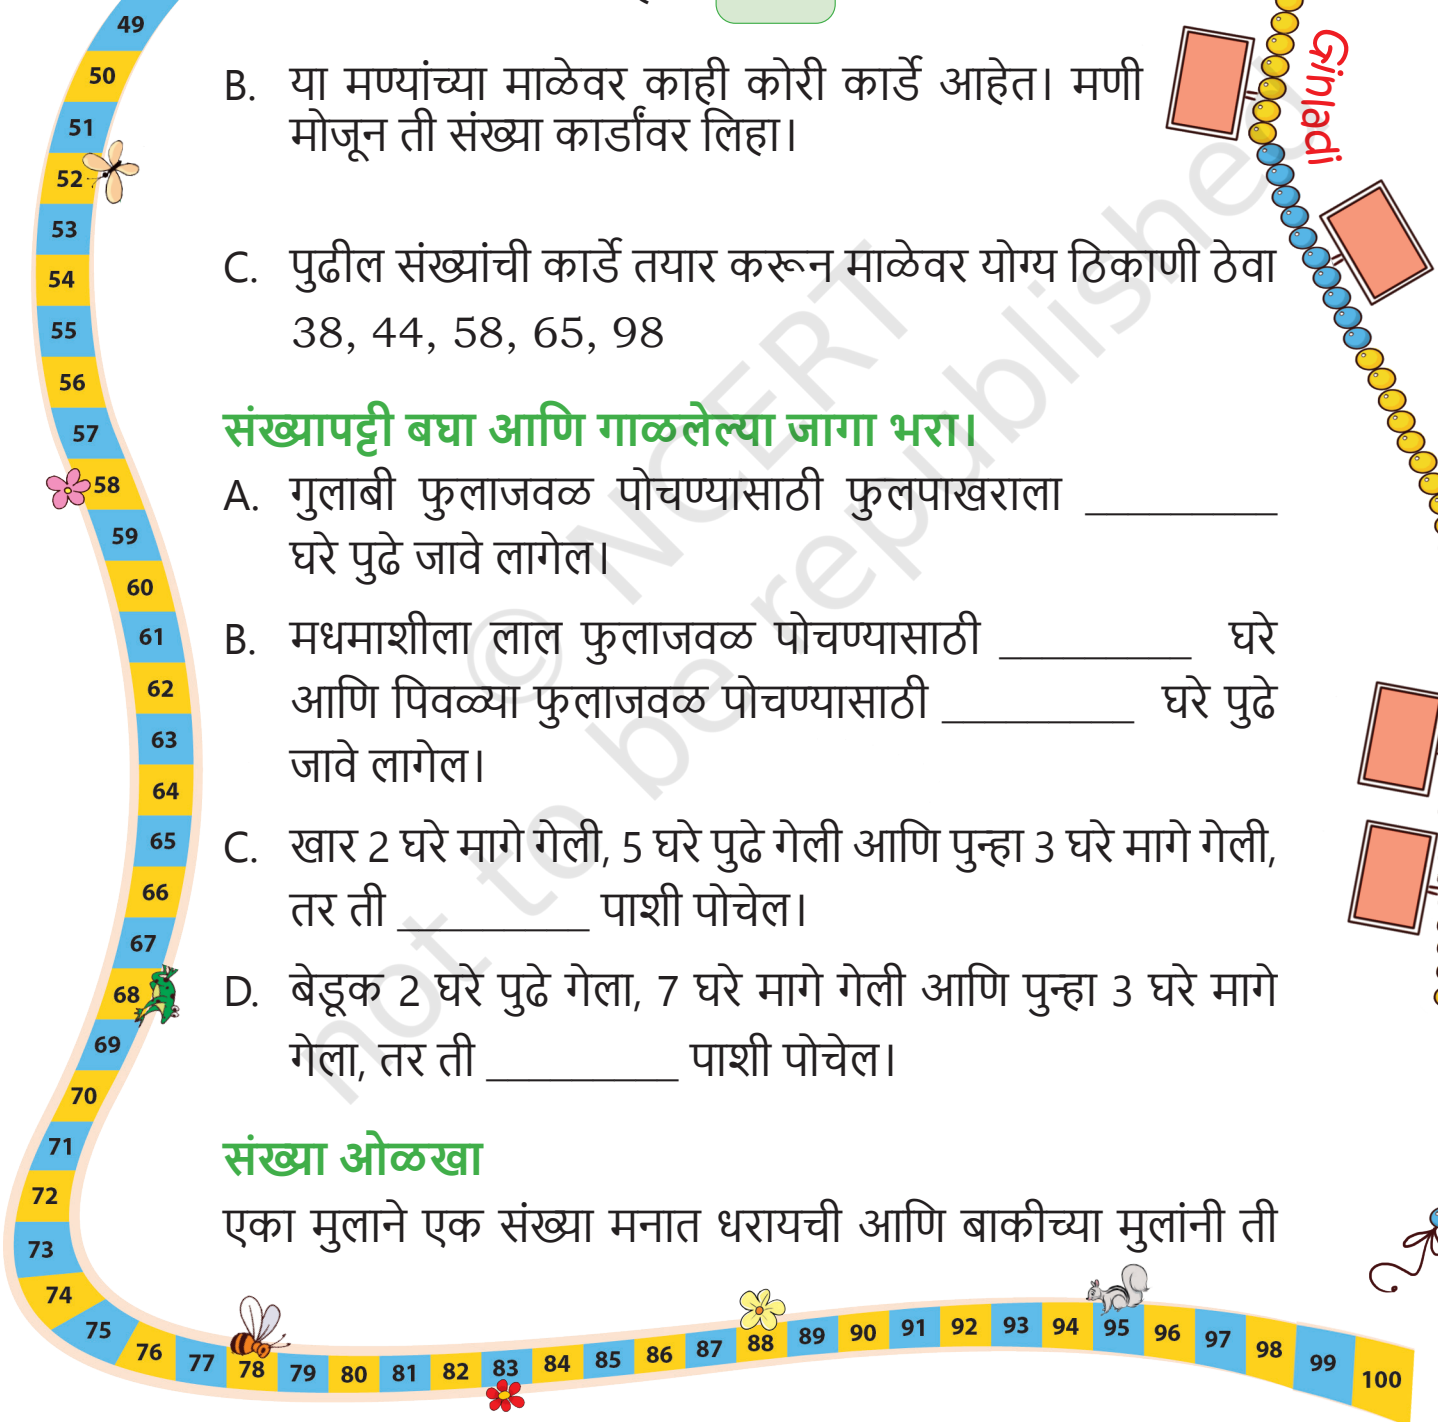 B. या मण्यांच्या माळेवर काही कोरी कार्डे आहेत। मणी
मोजून ती संख्या कार्डांवर लिहा।
C. पुढील संख्यांची कार्डे तयार करून माळेवर योग्य ठिकाणी ठेवा
38, 44, 58, 65, 98
संख्यापट्टी बघा आणि गाळलेल्या जागा भरा।
A. गुलाबी फुलाजवळ पोचण्यासाठी फुलपाखराला _________
घरे पुढे जावे लागेल।
B. मधमाशीला लाल फुलाजवळ पोचण्यासाठी _________ घरे
आणि पिवळ्या फुलाजवळ पोचण्यासाठी _________ घरे पुढे
जावे लागेल।
C. खार 2 घरे मागे गेली, 5 घरे पुढे गेली आणि पुन्हा 3 घरे मागे गेली,
तर ती _________ पाशी पोचेल।
D. बेडूक 2 घरे पुढे गेला, 7 घरे मागे गेली आणि पुन्हा 3 घरे मागे
गेला, तर ती _________ पाशी पोचेल।
संख्या ओळखा
एका मुलाने एक संख्या मनात धरायची आणि बाकीच्या मुलांनी ती
Ginladi
© NCERT
not to be republished
49
50
51
52
53
54
55
56
57
58
59
60
61
62
63
64
65
66
67
68
69
70
71
72
73
74
75
76
77
78
79
80
81
82
83
84
85
86
87
88
89
90
91
92
93
94
95
96
97
98
99
100